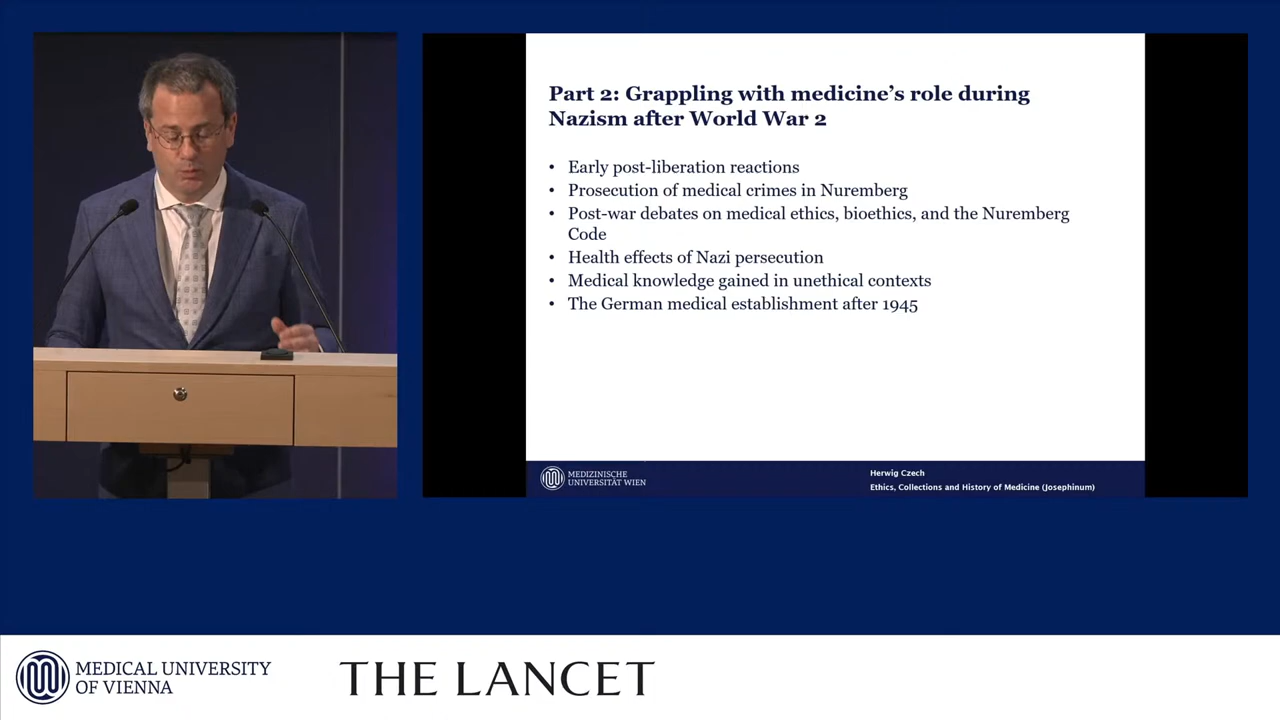 Part 2: Grappling with medicine’s role during
Nazism after World War 2
• Early post-liberation reactions
• Prosecution of medical crimes in Nuremberg
• Post-war debates on medical ethics, bioethics, and the Nuremberg
Code
• Health effects of Nazi persecution
• Medical knowledge gained in unethical contexts
• The German medical establishment after 1945
MEDIZINISCHE
UNIVERSITÄT WIEN
Herwig Czech
Ethics, Collections and History of Medicine (Josephinum)
MEDICAL UNIVERSITY
OF VIENNA
THE LANCET